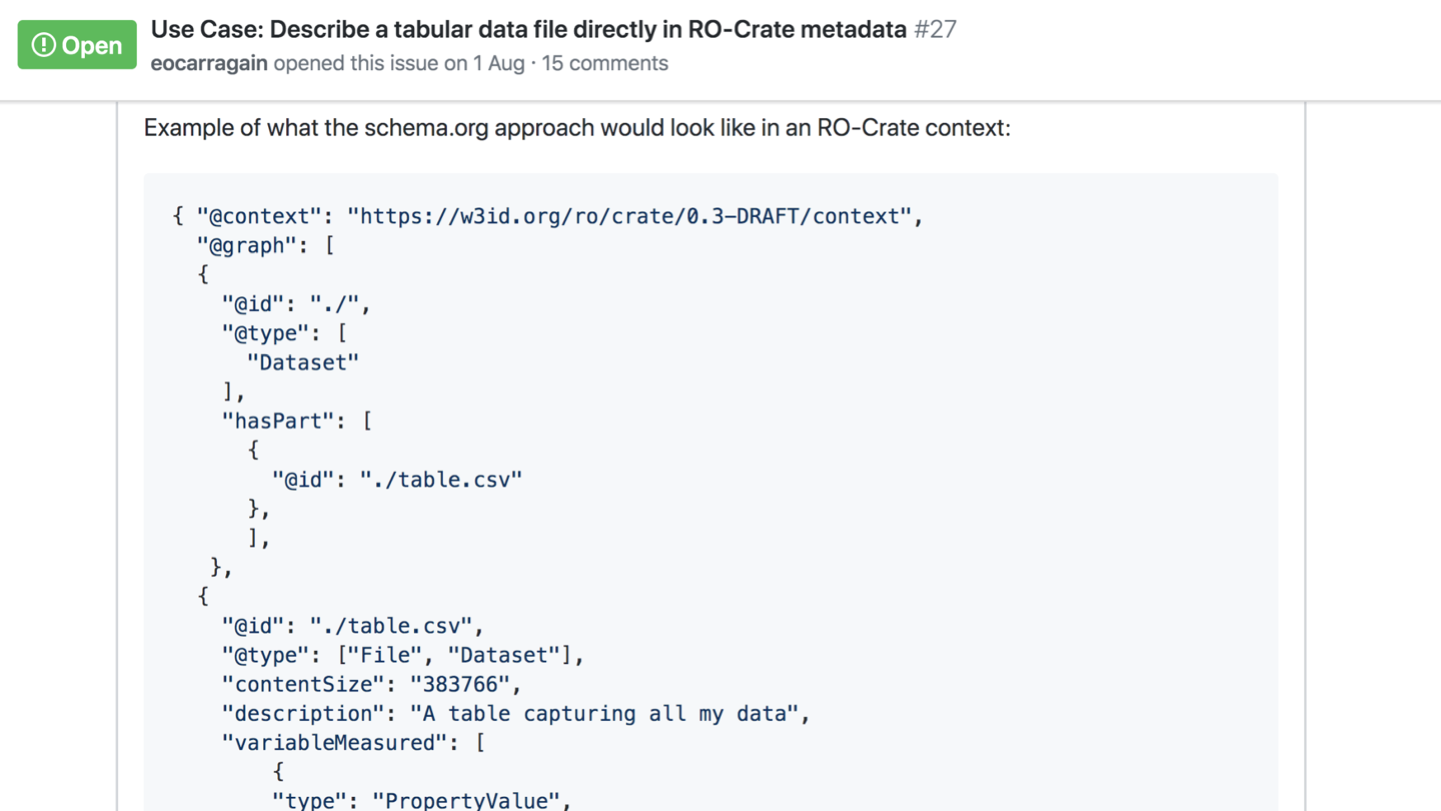 Open
Use Case: Describe a tabular data file directly in RO-Crate metadata #27
eocarragain opened this issue on 1 Aug · 15 comments
Example of what the schema.org approach would look like in an RO-Crate context:
{ "@context": "https://w3id.org/ro/crate/0.3-DRAFT/context",
"@graph": [
{
"@id": "./",
"@type": [
"Dataset"
],
"hasPart": [
{
"@id": "./table.csv"
},
],
},
{
"@id": "./table.csv",
"@type": ["File", "Dataset"],
"contentSize": "383766",
"description": "A table capturing all my data",
"variableMeasured": [
{
"type": "PropertyValue",